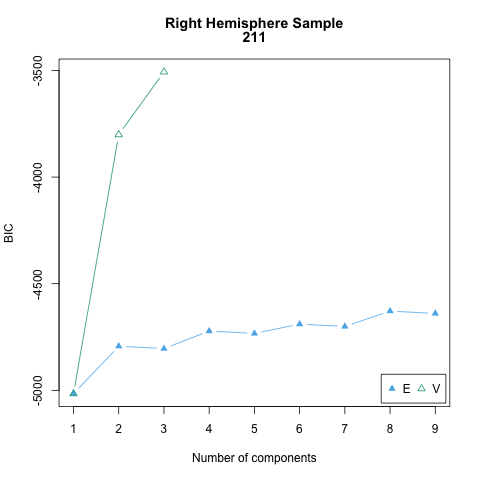 Right Hemisphere Sample
211
BIC
-3500
-4000
-4500
-5000
1 2 3 4 5 6 7 8 9
Number of components
E V